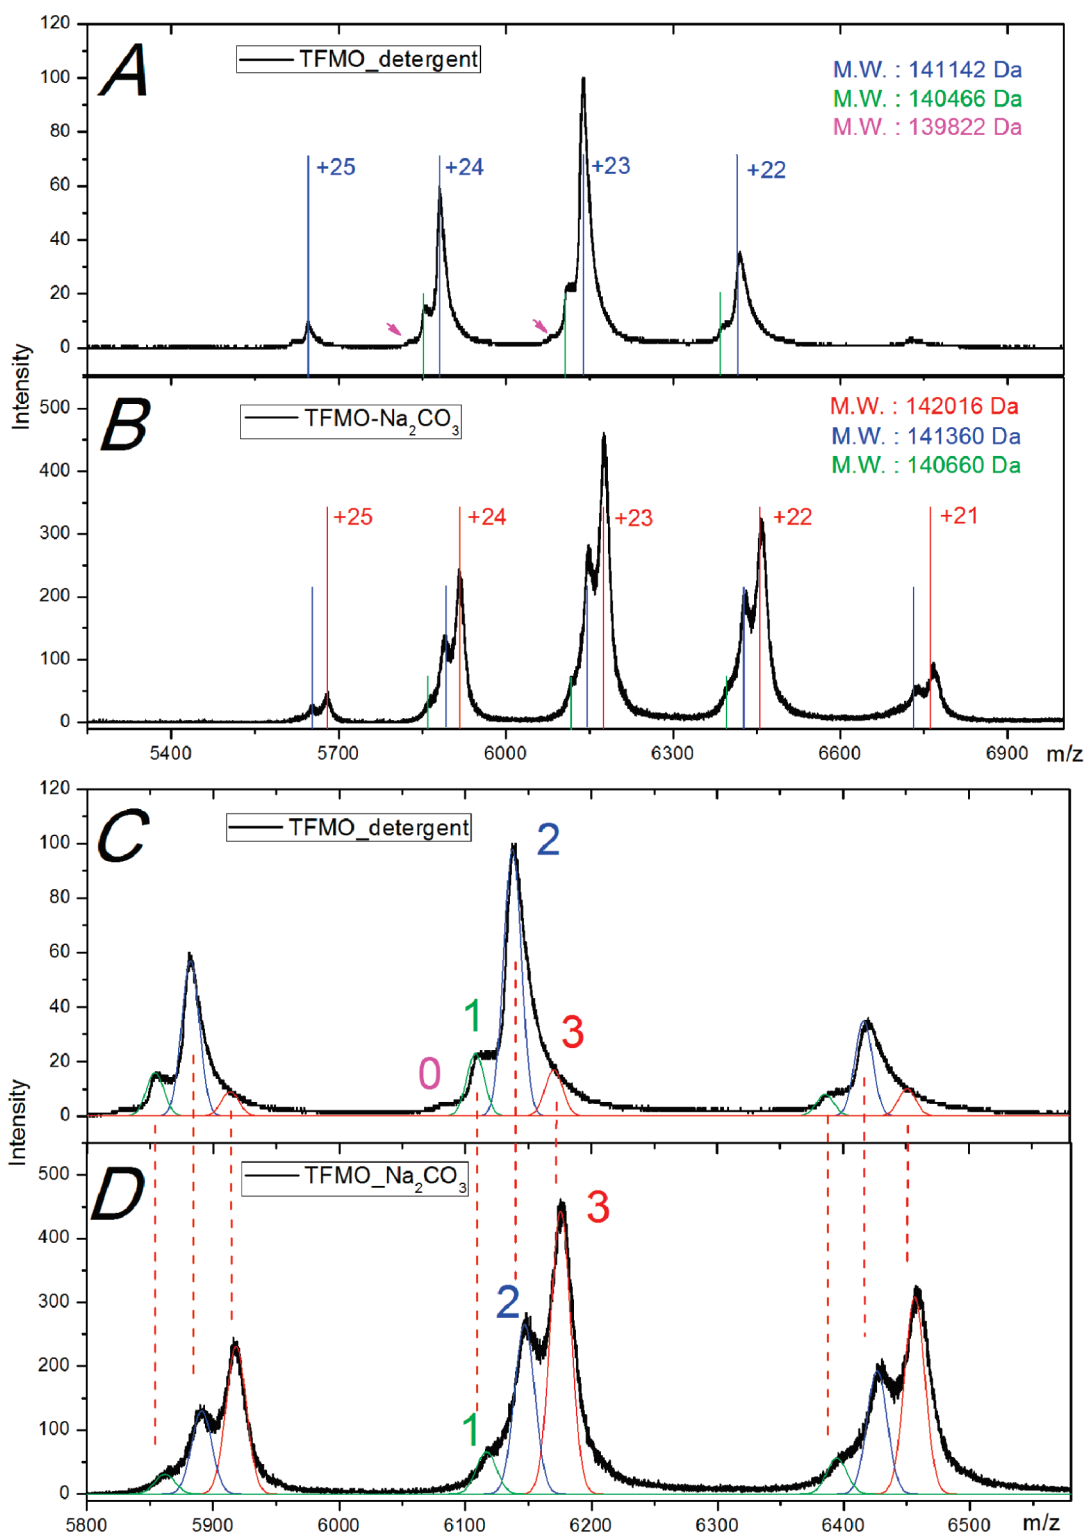 A
TFMO_detergent
M.W. : 141142 Da
M.W. : 140466 Da
M.W. : 139822 Da
+25 +24 +23 +22
120
100
80
60
40
20
0
Intensity
B
TFMO-Na₂CO₃
M.W. : 142016 Da
M.W. : 141360 Da
M.W. : 140660 Da
+25 +24 +23 +22 +21
500
400
300
200
100
0
5400 5700 6000 6300 6600 6900 m/z
C
TFMO_detergent
0 1 2 3
120
100
80
60
40
20
0
Intensity
D
TFMO_Na₂CO₃
1 2 3
500
400
300
200
100
0
5800 5900 6000 6100 6200 6300 6400 6500 m/z